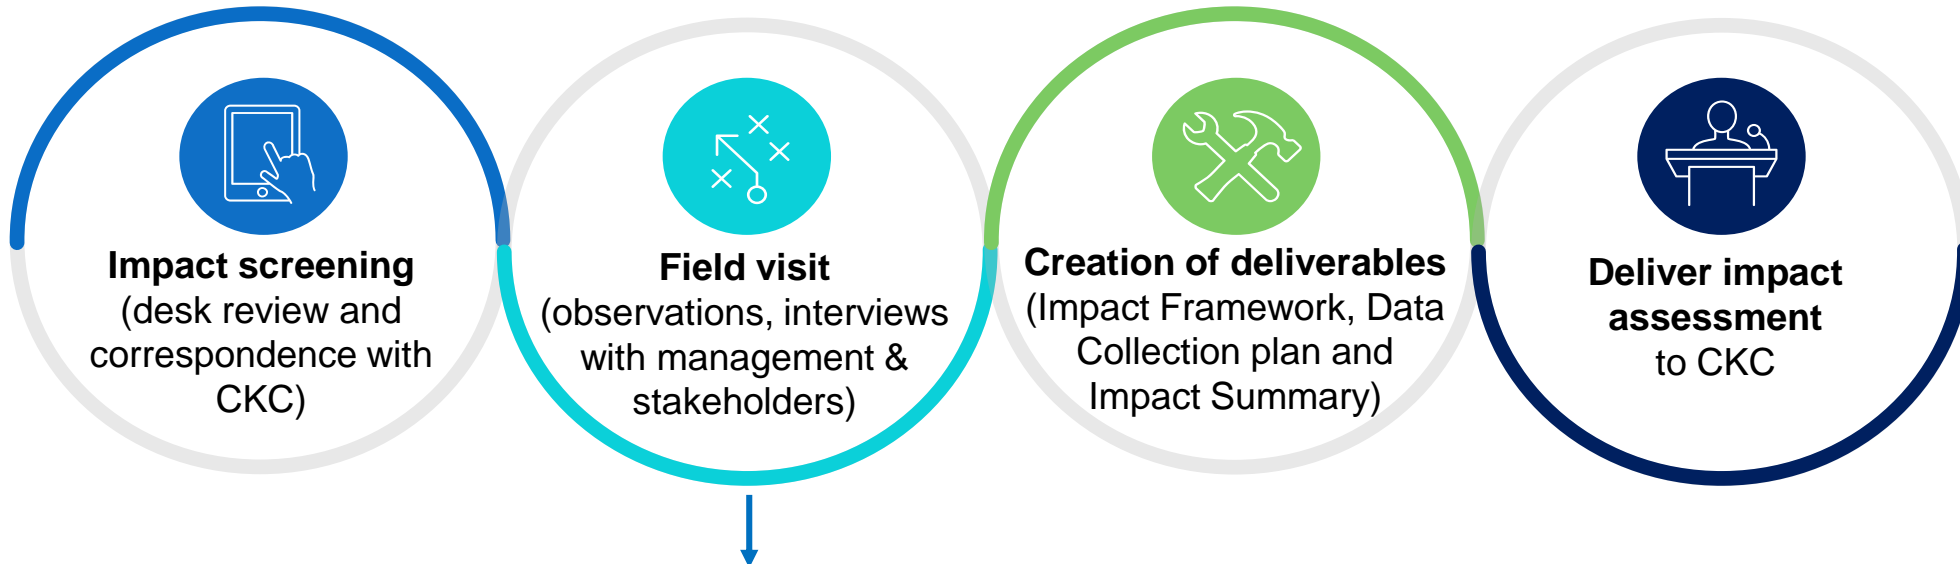 Impact screening
(desk review and
correspondence with
CKC)
Field visit
(observations, interviews
with management &
stakeholders)
Creation of deliverables
(Impact Framework, Data
Collection plan and
Impact Summary)
Deliver impact
assessment
to CKC